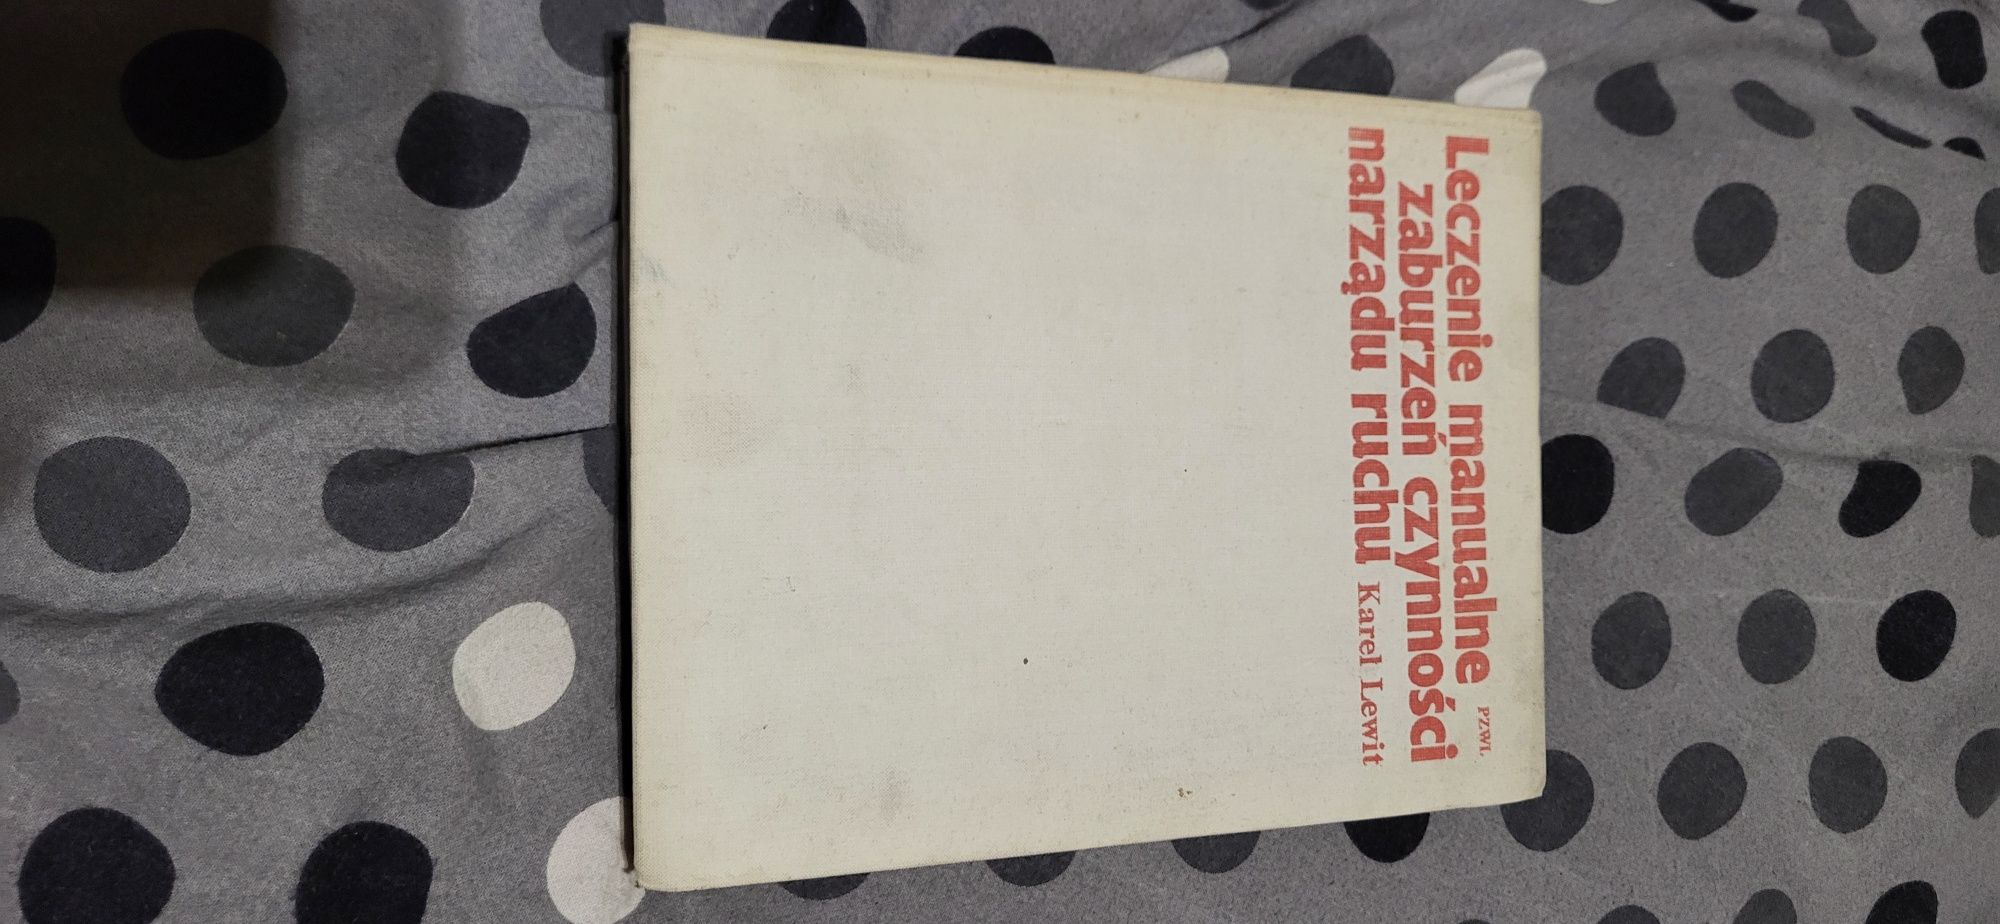 PZWL
Leczenie manualne
zaburzeń czynności
narządu ruchu Karel Lewit